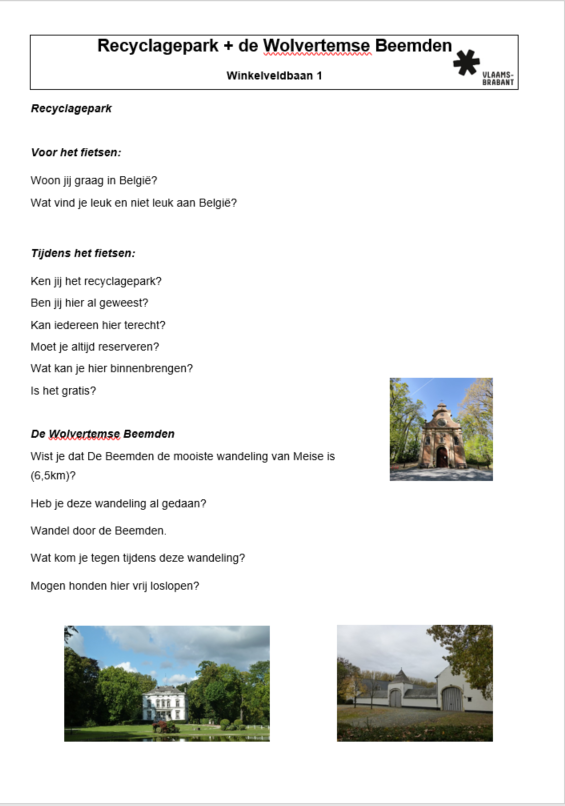 Recyclagepark + de Wolvertemse Beemden
Winkelveldbaan 1
VLAAMS-
BRABANT
Recyclagepark
Voor het fietsen:
Woon jij graag in België?
Wat vind je leuk en niet leuk aan België?
Tijdens het fietsen:
Ken jij het recyclagepark?
Ben jij hier al geweest?
Kan iedereen hier terecht?
Moet je altijd reserveren?
Wat kan je hier binnenbrengen?
Is het gratis?
De Wolvertemse Beemden
Wist je dat De Beemden de mooiste wandeling van Meise is
(6,5km)?
Heb je deze wandeling al gedaan?
Wandel door de Beemden.
Wat kom je tegen tijdens deze wandeling?
Mogen honden hier vrij loslopen?